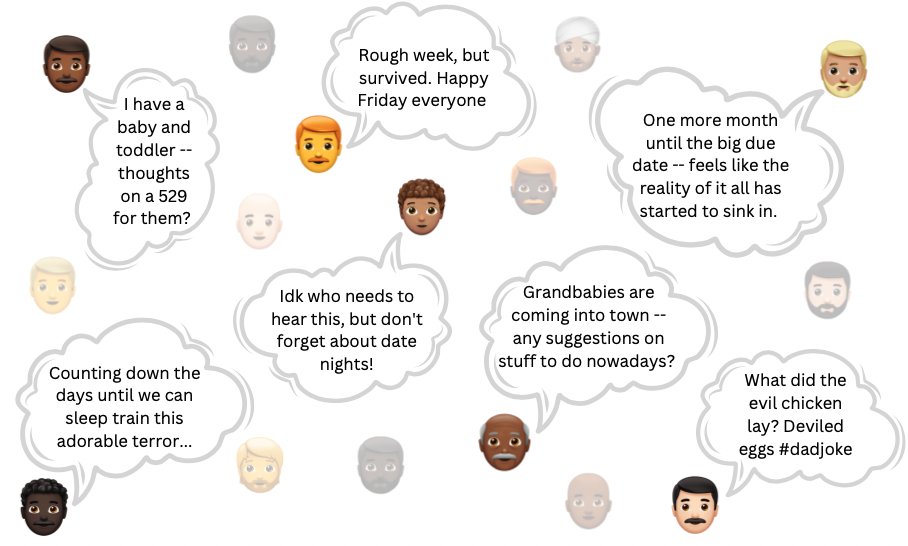 Rough week, but
survived. Happy
Friday everyone
I have a
baby and
toddler --
thoughts
on a 529
for them?
One more month
until the big due
date -- feels like the
reality of it all has
started to sink in.
Idk who needs to
hear this, but don't
forget about date
nights!
Grandbabies are
coming into town --
any suggestions on
stuff to do nowadays?
Counting down the
days until we can
sleep train this
adorable terror...
What did the
evil chicken
lay? Deviled
eggs #dadjoke